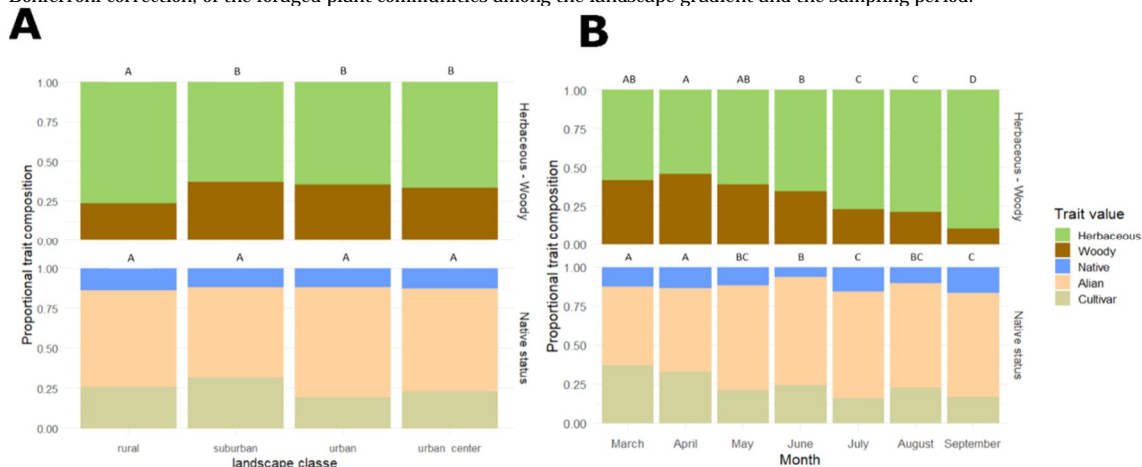 Bonferroni correction, of the foraged plant communities among the landscape gradient and the sampling period.
A
B
A B B B
1.00
0.75
0.50
0.25
0.00
Herbaceous - Woody
A A A A
1.00
0.75
0.50
0.25
0.00
Native status
Proportional trait composition
rural suburban urban urban center
landscape classe
AB A AB B C C D
1.00
0.75
0.50
0.25
0.00
Herbaceous - Woody
A A BC B C BC C
1.00
0.75
0.50
0.25
0.00
Native status
Proportional trait composition
March April May June July August September
Month
Trait value
Herbaceous
Woody
Native
Alian
Cultivar